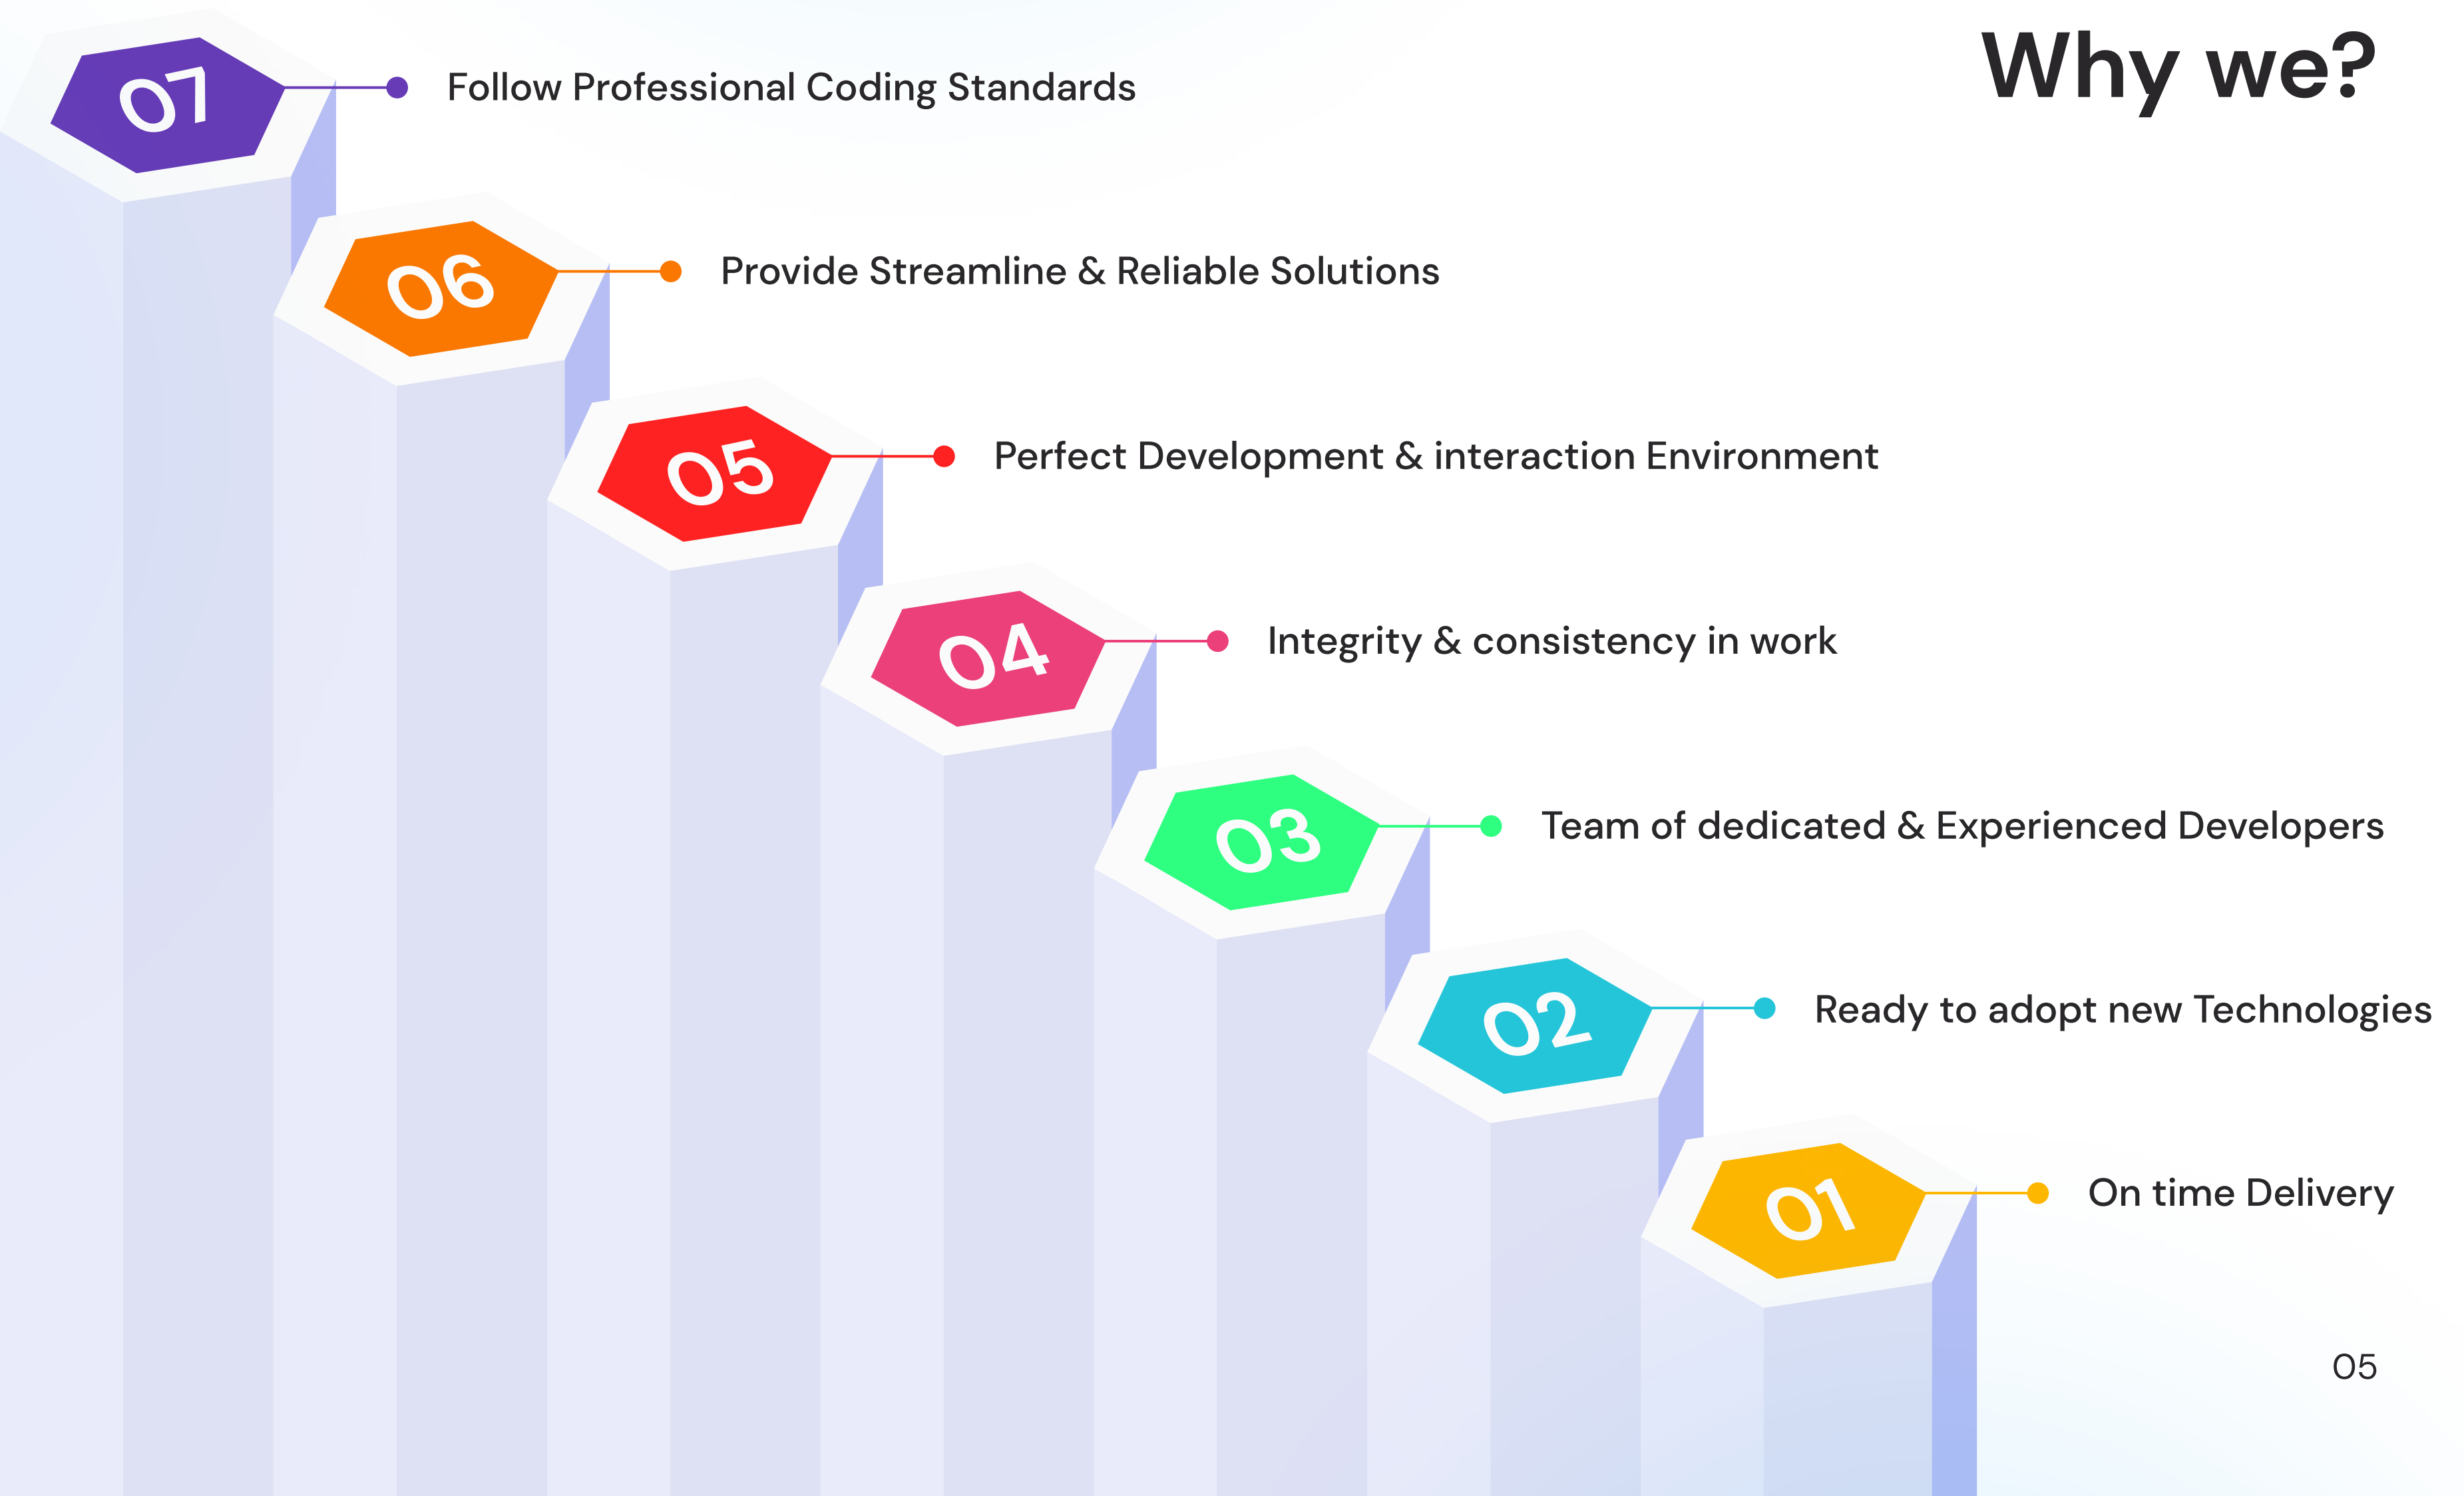 Why we?
07
Follow Professional Coding Standards
06
Provide Streamline & Reliable Solutions
05
Perfect Development & interaction Environment
04
Integrity & consistency in work
03
Team of dedicated & Experienced Developers
02
Ready to adopt new Technologies
01
On time Delivery
05